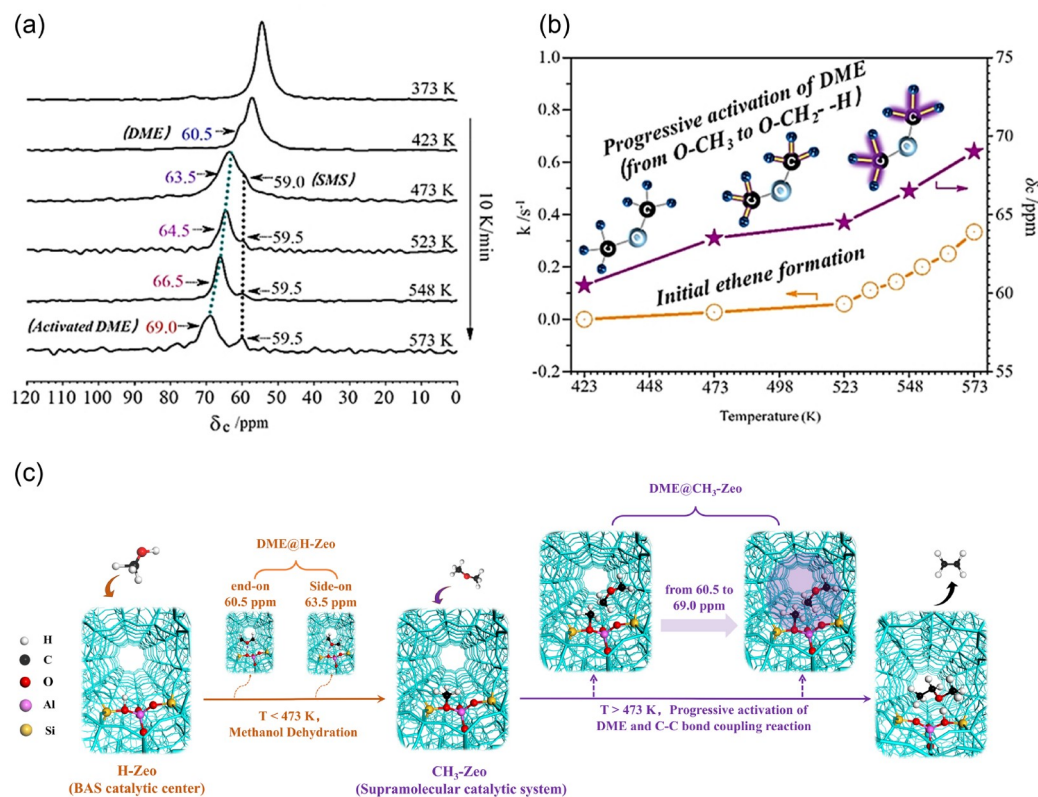 (a)
373 K
(DME) 60.5
423 K
63.5
59.0 (SMS)
473 K
64.5
59.5
523 K
66.5
59.5
548 K
(Activated DME) 69.0
59.5
573 K
10 K/min
120 110 100 90 80 70 60 50 40 30 20 10 0
δc /ppm
(b)
1.0
0.8
0.6
0.4
0.2
0.0
-0.2
k /s⁻¹
Progressive activation of DME
(from O-CH₃ to O-CH₂- -H)
Initial ethene formation
75
70
65
60
55
δc /ppm
423 448 473 498 523 548 573
Temperature (K)
(c)
H
C
O
Al
Si
H-Zeo
(BAS catalytic center)
DME@H-Zeo
end-on
60.5 ppm
Side-on
63.5 ppm
T < 473 K,
Methanol Dehydration
CH₃-Zeo
(Supramolecular catalytic system)
DME@CH₃-Zeo
from 60.5 to
69.0 ppm
T > 473 K, Progressive activation of
DME and C-C bond coupling reaction